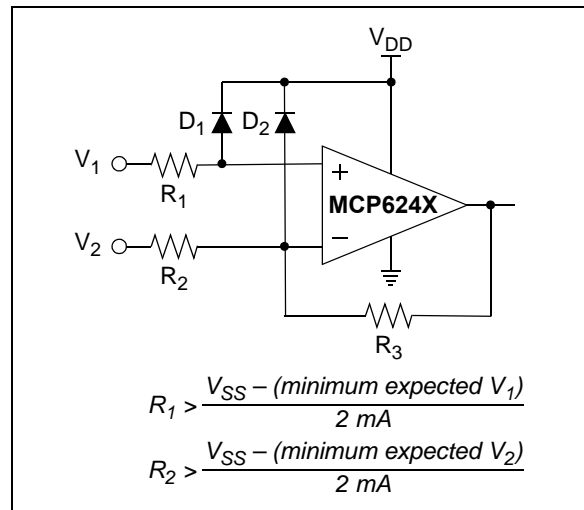 V_DD
D_1
D_2
V_1
R_1
+
MCP624X
V_2
R_2
–
R_3
R_1 > V_SS – (minimum expected V_1)
2 mA
R_2 > V_SS – (minimum expected V_2)
2 mA